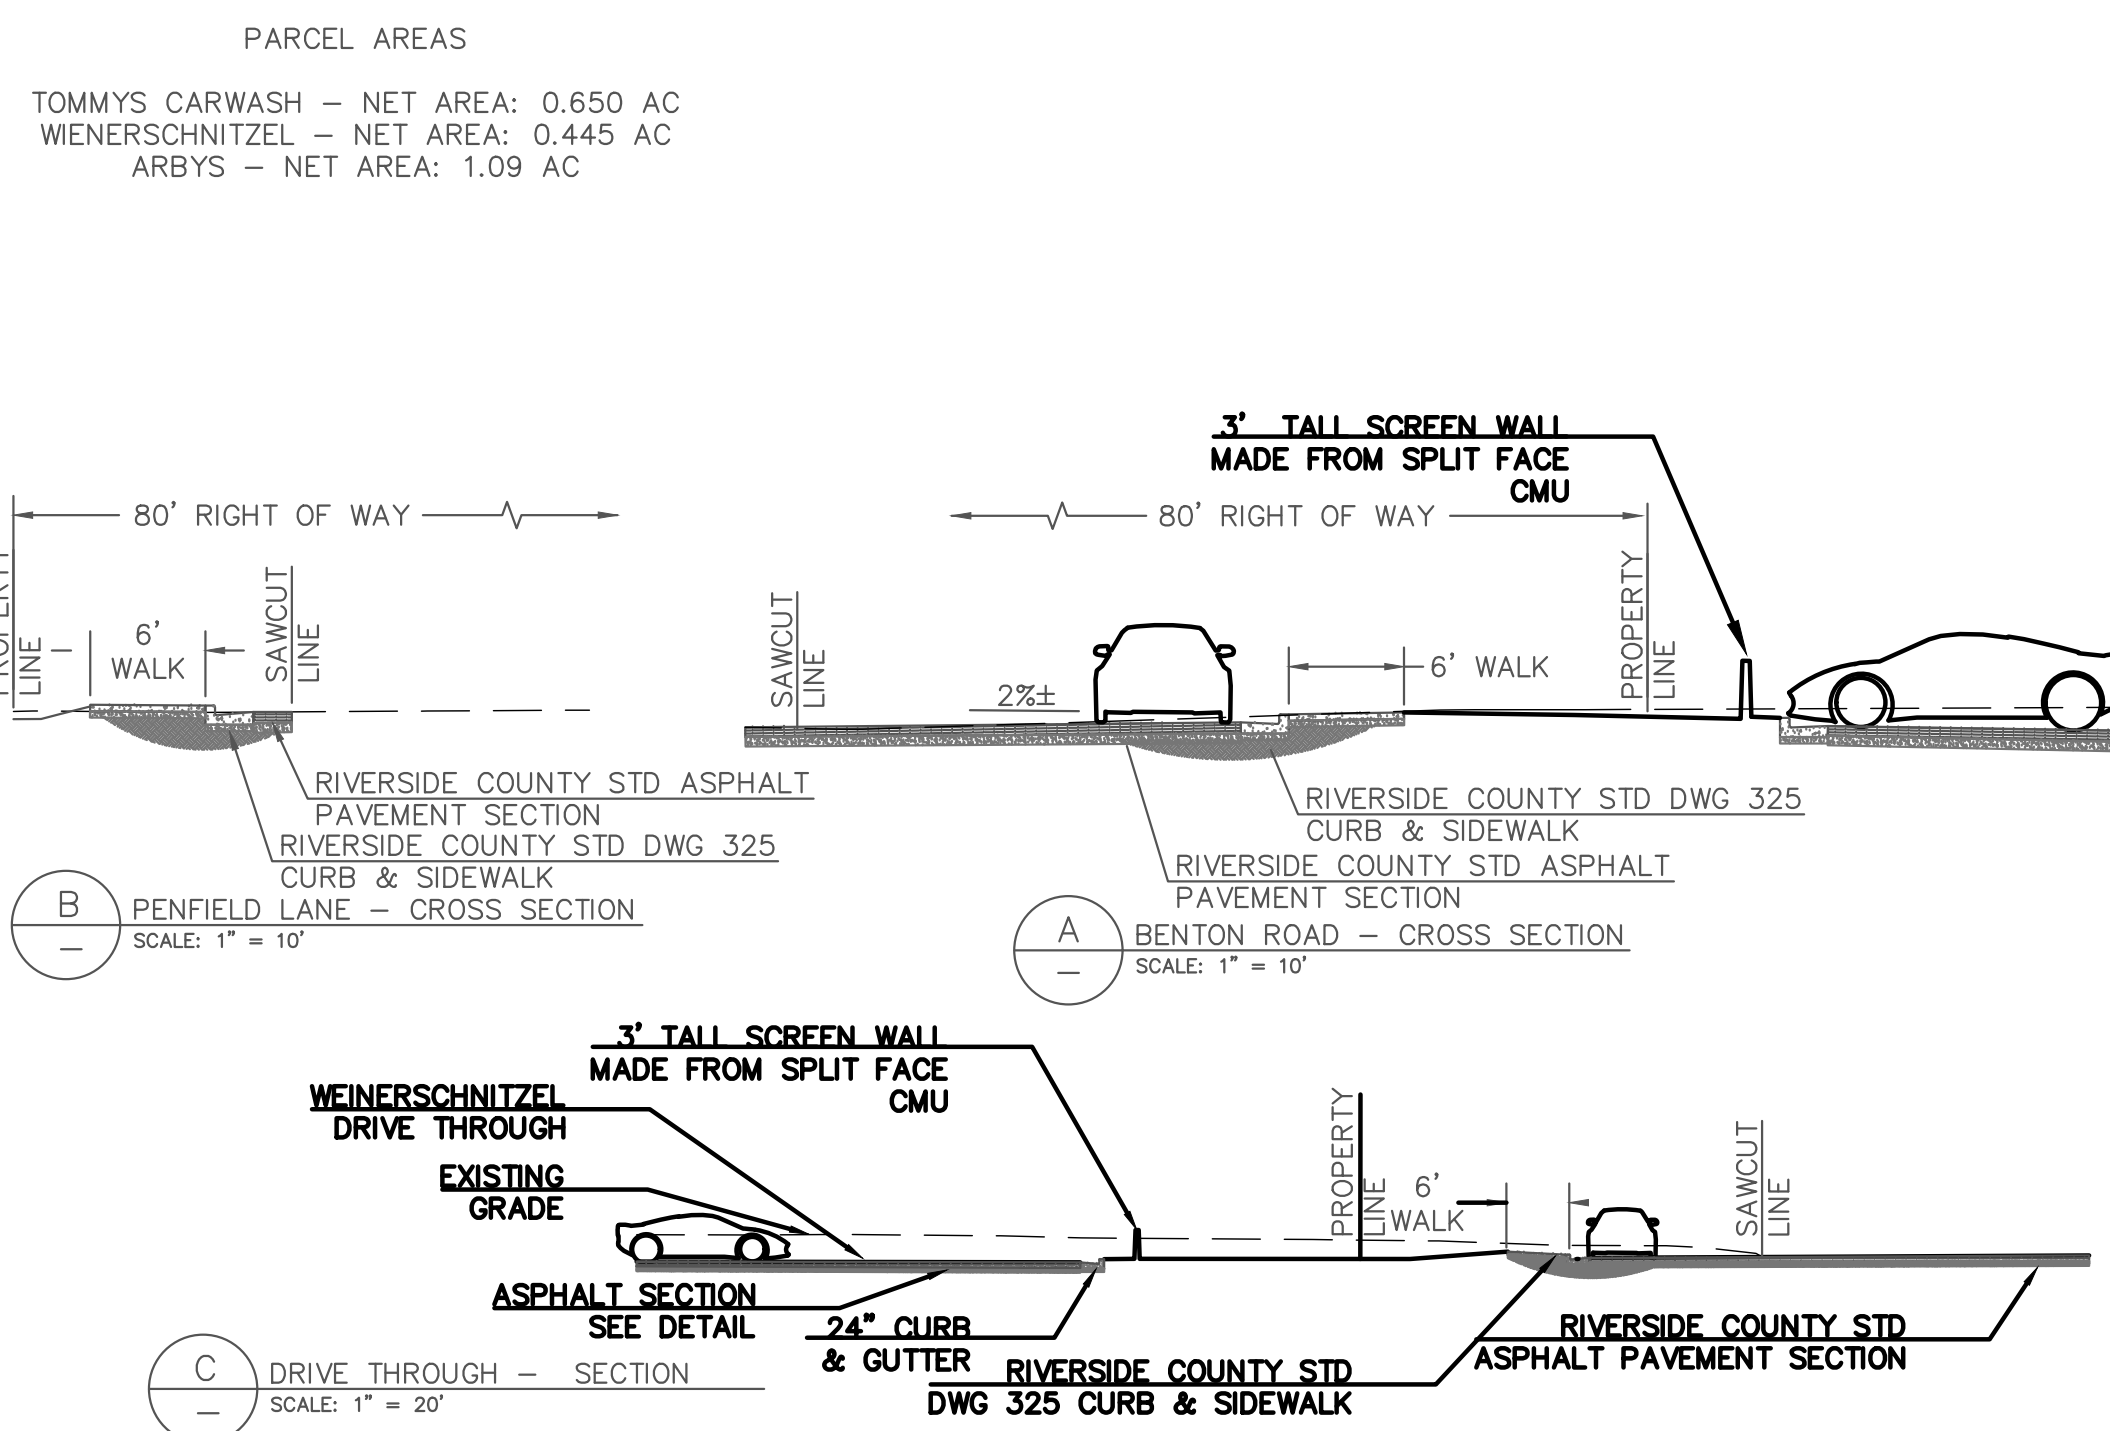 PARCEL AREAS
TOMMYS CARWASH – NET AREA: 0.650 AC
WIENERSCHNITZEL – NET AREA: 0.445 AC
ARBYS – NET AREA: 1.09 AC
3' TALL SCREEN WALL
MADE FROM SPLIT FACE
CMU
80' RIGHT OF WAY
80' RIGHT OF WAY
PROPERTY
LINE
6'
WALK
SAWCUT
LINE
SAWCUT
LINE
2%±
6' WALK
PROPERTY
LINE
RIVERSIDE COUNTY STD ASPHALT
PAVEMENT SECTION
RIVERSIDE COUNTY STD DWG 325
CURB & SIDEWALK
B
–
PENFIELD LANE – CROSS SECTION
SCALE: 1" = 10'
RIVERSIDE COUNTY STD DWG 325
CURB & SIDEWALK
RIVERSIDE COUNTY STD ASPHALT
PAVEMENT SECTION
A
–
BENTON ROAD – CROSS SECTION
SCALE: 1" = 10'
3' TALL SCREEN WALL
MADE FROM SPLIT FACE
CMU
WEINERSCHNITZEL
DRIVE THROUGH
EXISTING
GRADE
PROPERTY
LINE
6'
WALK
SAWCUT
LINE
ASPHALT SECTION
SEE DETAIL
24" CURB
& GUTTER
RIVERSIDE COUNTY STD
DWG 325 CURB & SIDEWALK
RIVERSIDE COUNTY STD
ASPHALT PAVEMENT SECTION
C
–
DRIVE THROUGH – SECTION
SCALE: 1" = 20'